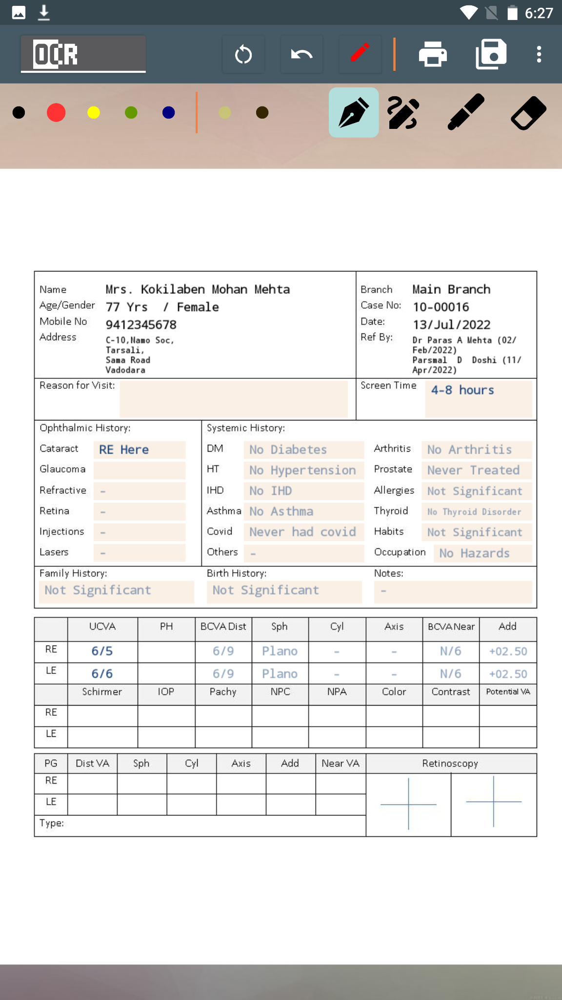 6:27
OCR
Name Mrs. Kokilaben Mohan Mehta Branch Main Branch
Age/Gender 77 Yrs / Female Case No: 10-00016
Mobile No 9412345678 Date: 13/Jul/2022
Address C-10,Namo Soc, Ref By: Dr Paras A Mehta (02/
Tarsali, Feb/2022)
Sama Road Parsmal D Doshi (11/
Vadodara Apr/2022)
Reason for Visit: Screen Time 4-8 hours
Ophthalmic History: Systemic History:
Cataract RE Here DM No Diabetes Arthritis No Arthritis
Glaucoma HT No Hypertension Prostate Never Treated
Refractive - IHD No IHD Allergies Not Significant
Retina - Asthma No Asthma Thyroid No Thyroid Disorder
Injections - Covid Never had covid Habits Not Significant
Lasers - Others - Occupation No Hazards
Family History: Birth History: Notes:
Not Significant Not Significant -
UCVA PH BCVA Dist Sph Cyl Axis BCVA Near Add
RE 6/5 6/9 Plano - - N/6 +02.50
LE 6/6 6/9 Plano - - N/6 +02.50
Schirmer IOP Pachy NPC NPA Color Contrast Potential VA
RE
LE
PG Dist VA Sph Cyl Axis Add Near VA Retinoscopy
RE
LE
Type: